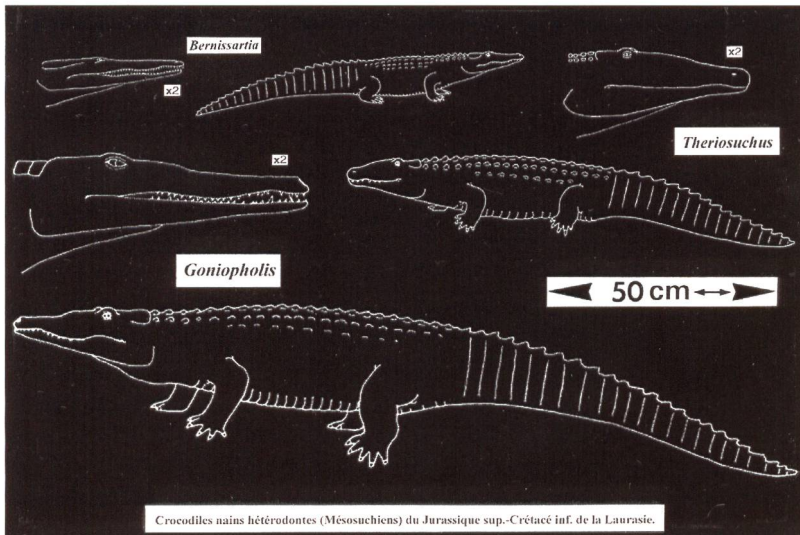 Bernissartia
x2
x2
Theriosuchus
x2
Goniopholis
50 cm
Crocodiles nains hétérodontes (Mésosuchiens) du Jurassique sup.-Crétacé inf. de la Laurasie.